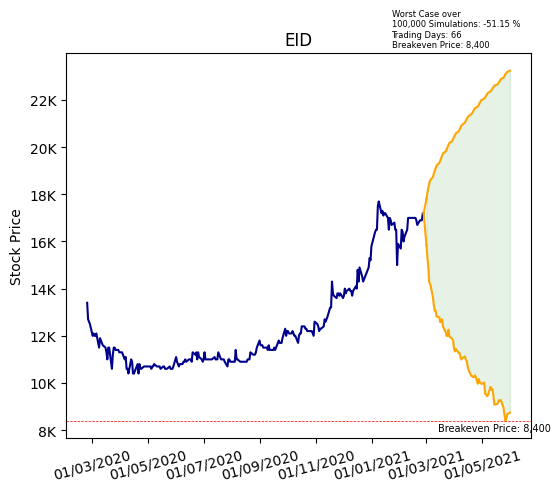 Worst Case over
100,000 Simulations: -51.15 %
Trading Days: 66
Breakeven Price: 8,400
EID
Stock Price
22K
20K
18K
16K
14K
12K
10K
8K
Breakeven Price: 8,400
01/03/2020
01/05/2020
01/07/2020
01/09/2020
01/11/2020
01/01/2021
01/03/2021
01/05/2021